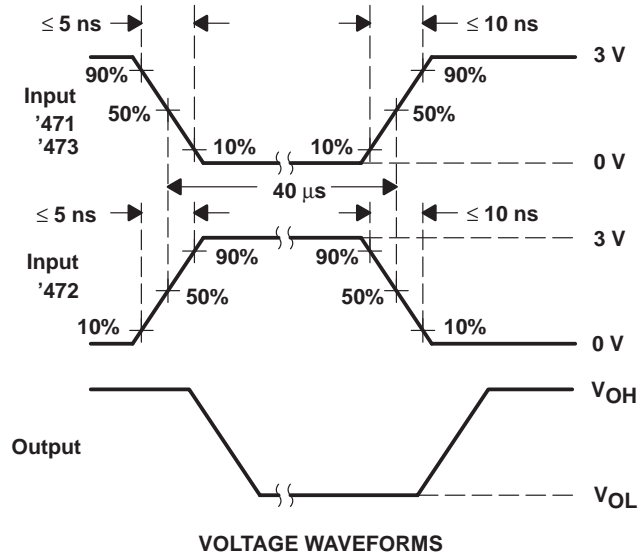 ≤ 5 ns ≤ 10 ns
3 V
90% 90%
Input
'471
'473
50% 50%
10% 10%
0 V
40 μs
≤ 5 ns ≤ 10 ns
3 V
Input
'472
90% 90%
50% 50%
10% 10%
0 V
VOH
Output
VOL
VOLTAGE WAVEFORMS